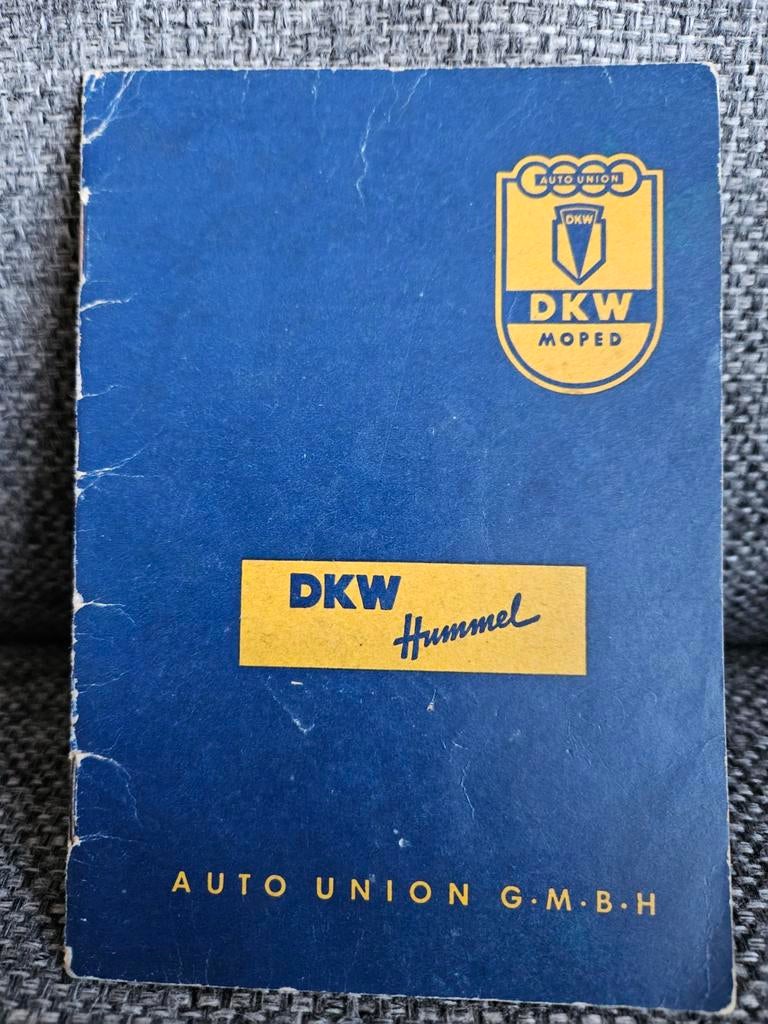 AUTO UNION
DKW
DKW
MOPED
DKW
Hummel
AUTO UNION G·M·B·H